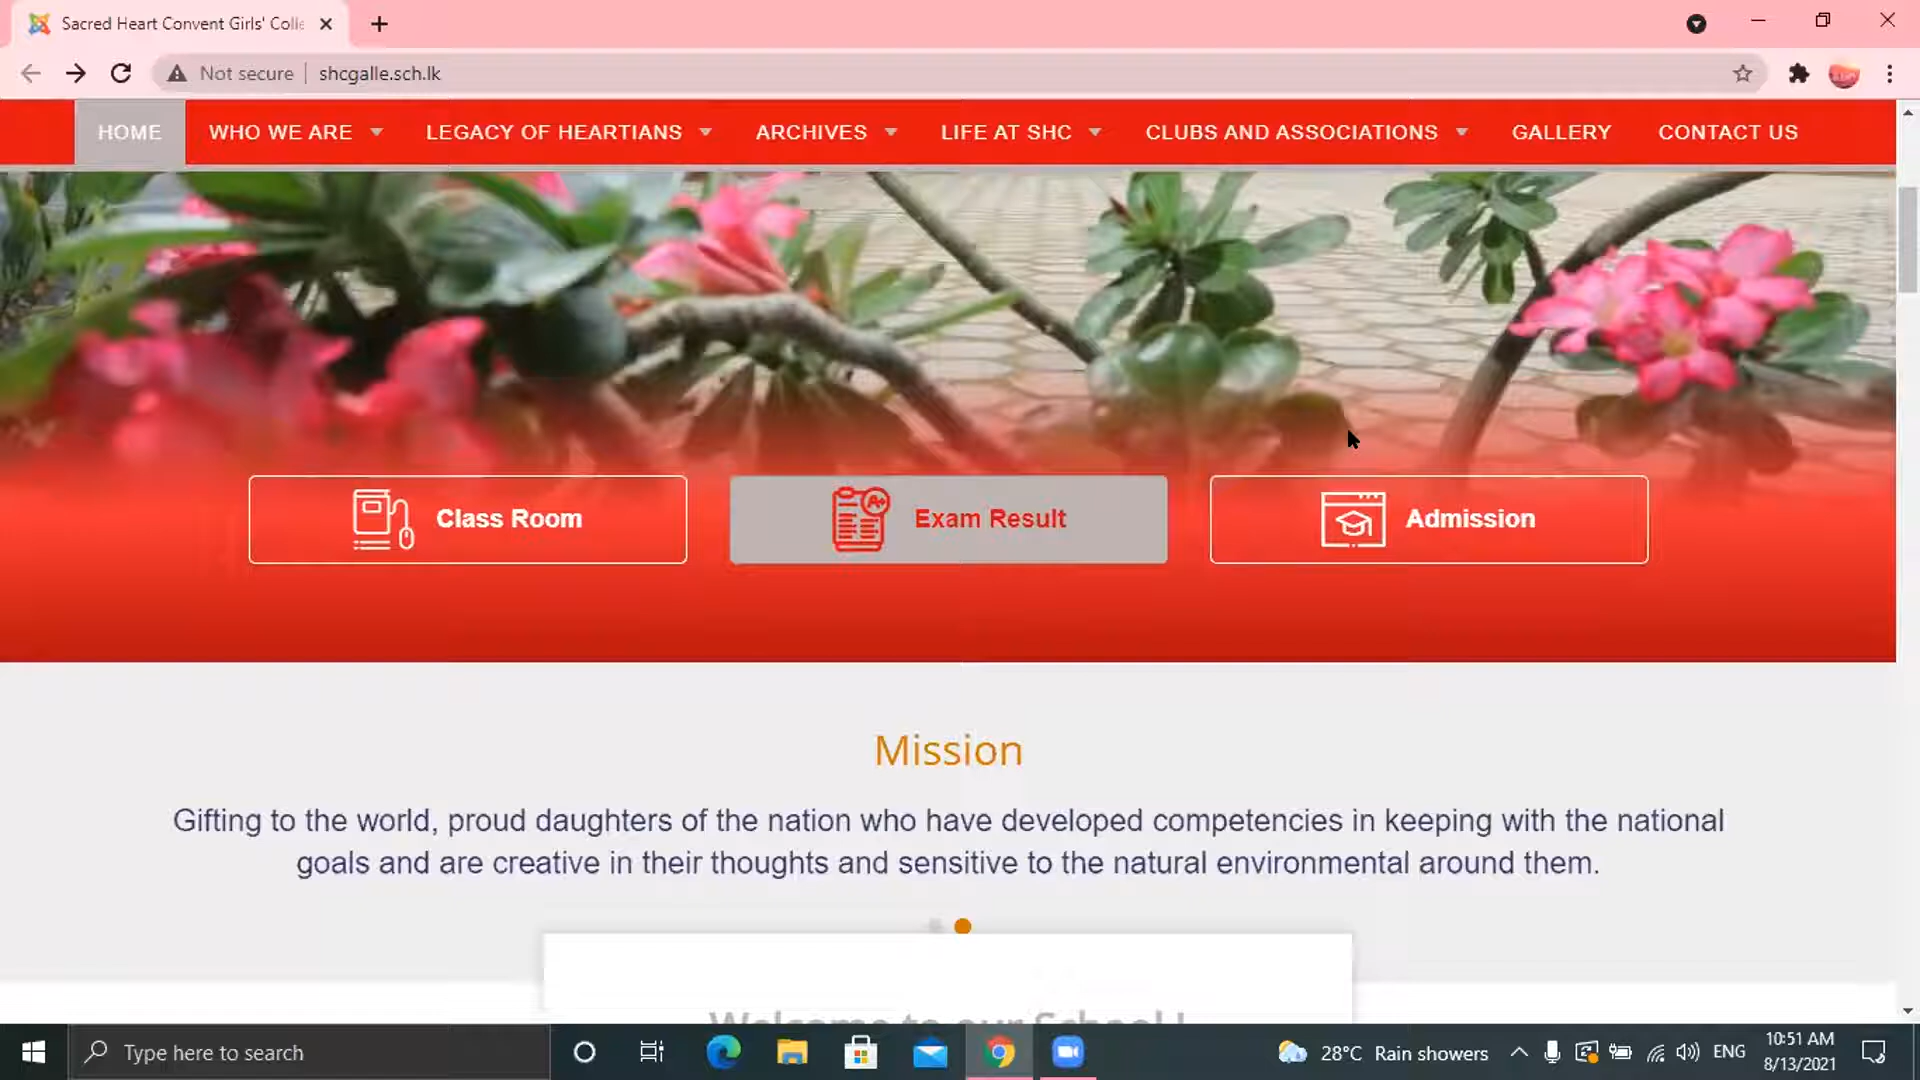 Sacred Heart Convent Girls' Colle
Not secure
shcgalle.sch.lk
HOME
WHO WE ARE
LEGACY OF HEARTIANS
ARCHIVES
LIFE AT SHC
CLUBS AND ASSOCIATIONS
GALLERY
CONTACT US
Class Room
A+
Exam Result
Admission
Mission
Gifting to the world, proud daughters of the nation who have developed competencies in keeping with the national
goals and are creative in their thoughts and sensitive to the natural environmental around them.
Welcome to our School !
Type here to search
28°C Rain showers
ENG
10:51 AM
8/13/2021